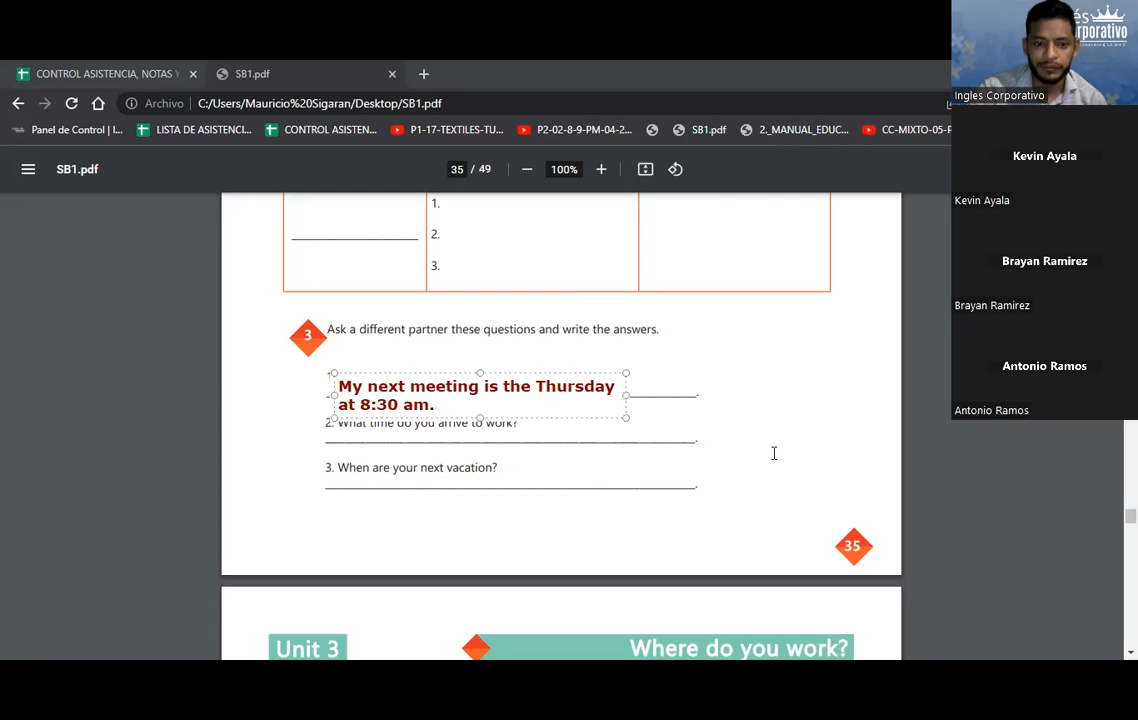 CONTROL ASISTENCIA, NOTAS Y
SB1.pdf
Archivo
C:/Users/Mauricio%20Sigaran/Desktop/SB1.pdf
Panel de Control | I...
LISTA DE ASISTENCI...
CONTROL ASISTEN...
P1-17-TEXTILES-TU...
P2-02-8-9-PM-04-2...
SB1.pdf
2._MANUAL_EDUC...
CC-MIXTO-05-P
SB1.pdf
35 / 49
100%
1.
2.
3.
3
Ask a different partner these questions and write the answers.
My next meeting is the Thursday
at 8:30 am.
2. What time do you arrive to work?
3. When are your next vacation?
35
Unit 3
Where do you work?
Ingles Corporativo
Kevin Ayala
Kevin Ayala
Brayan Ramirez
Brayan Ramirez
Antonio Ramos
Antonio Ramos